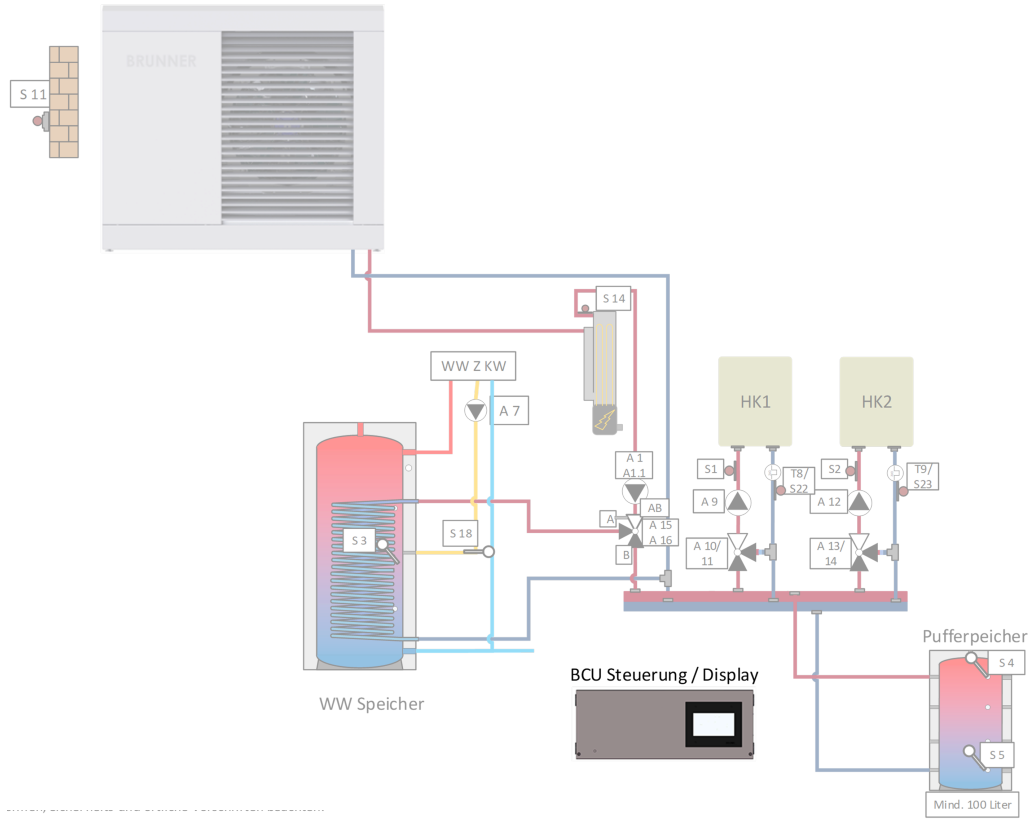 BRUNNER
S 11
S 14
WW Z KW
A 7
HK1
HK2
A 1
A1.1
S1
T8/
S22
S2
T9/
S23
A 9
A 12
AB
A
A 15
A 16
B
S 18
S 3
A 10/
11
A 13/
14
Pufferpeicher
S 4
BCU Steuerung / Display
WW Speicher
S 5
Mind. 100 Liter